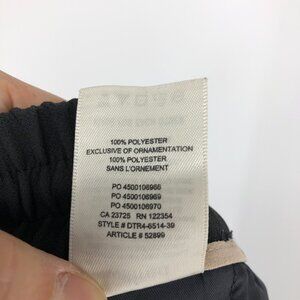 100% POLYESTER
EXCLUSIVE OF ORNAMENTATION
100% POLYESTER
SANS L'ORNEMENT
PO 4500106966
PO 4500106969
PO 4500106970
CA 23725 RN 122354
STYLE # DTR4-6514-39
ARTICLE # 52899